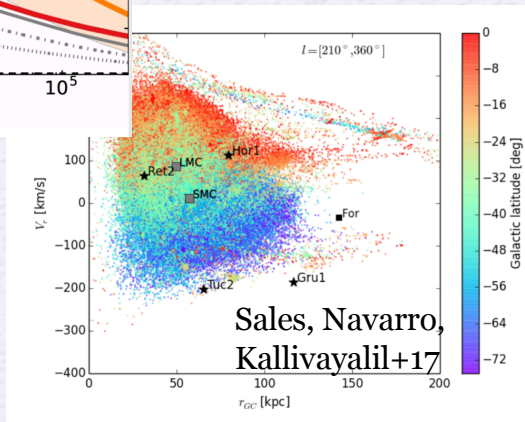 10⁵
l=[210°,360°]
100
0
−100
−200
−300
−400
V_r [km/s]
Ret2
LMC
SMC
Hor1
For
Tuc2
Gru1
Sales, Navarro,
Kallivayalil+17
0
50
100
150
200
r_GC [kpc]
0
−8
−16
−24
−32
−40
−48
−56
−64
−72
Galactic latitude [deg]